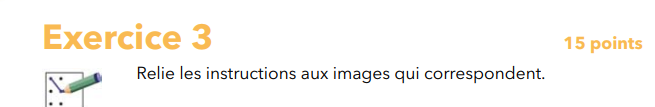 Exercice 3
15 points
Relie les instructions aux images qui correspondent.